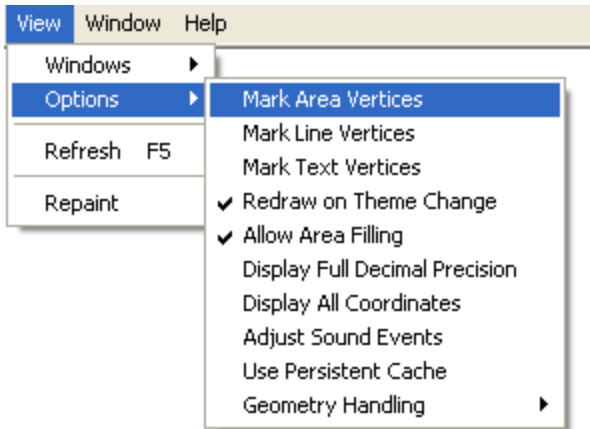 View Window Help
Windows
Options
Refresh F5
Repaint
Mark Area Vertices
Mark Line Vertices
Mark Text Vertices
Redraw on Theme Change
Allow Area Filling
Display Full Decimal Precision
Display All Coordinates
Adjust Sound Events
Use Persistent Cache
Geometry Handling